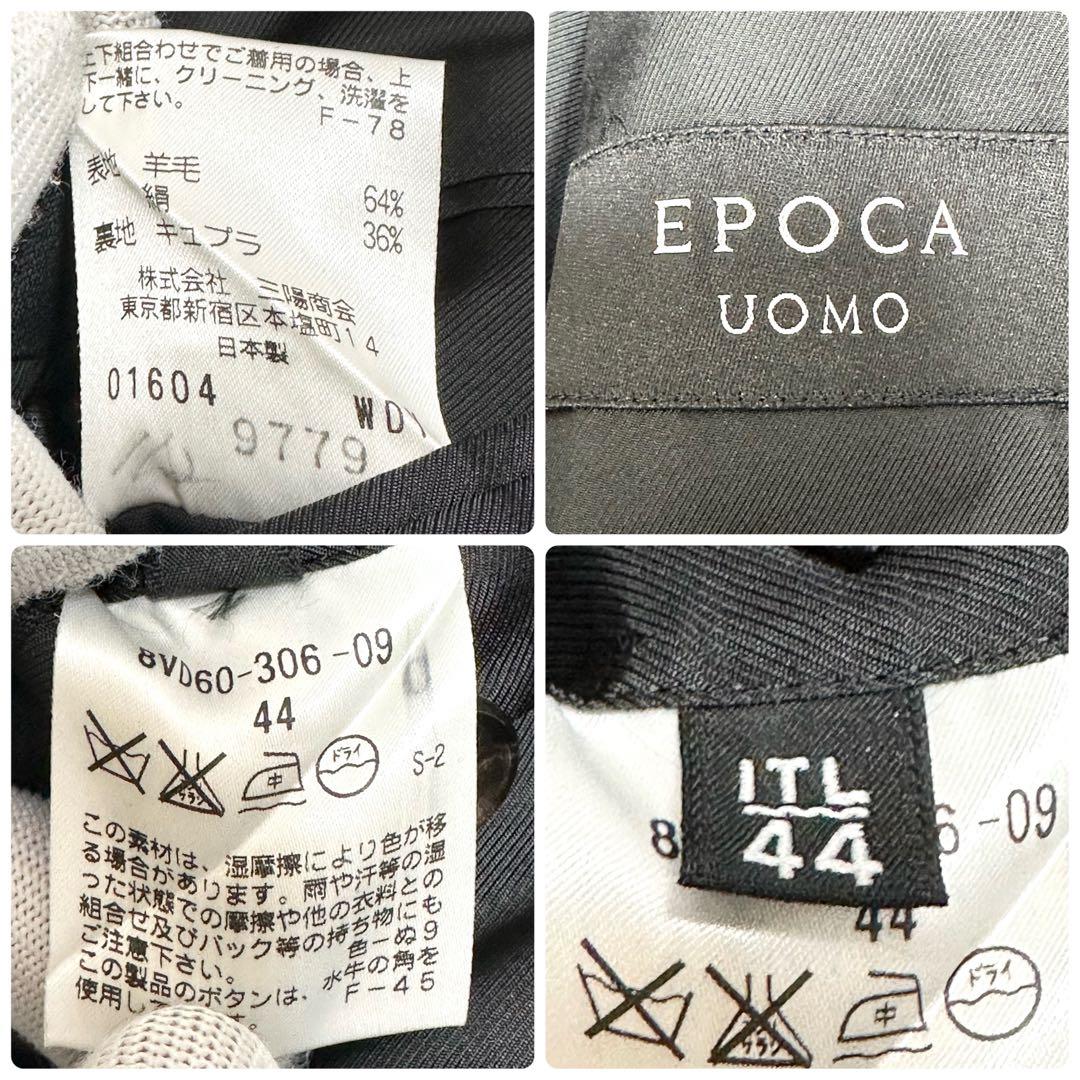 上下組合わせでご着用の場合、上
下一緒に、クリーニング、洗濯を
して下さい。
F-78
表地 羊毛
絹 64%
裏地 キュプラ 36%
株式会社 三陽商会
東京都新宿区本塩町14
日本製
01604
9779
EPOCA
UOMO
8VD60-306-09
44
ドライ
S-2
この素材は、湿摩擦により色が移
る場合があります。雨や汗等の湿
った状態での摩擦や他の衣料との
組合せ及びバック等の持ち物にも
ご注意下さい。 色-ぬ9
この製品のボタンは、水牛の角を
F-45
ITL
44
6-09
44
中
ドライ